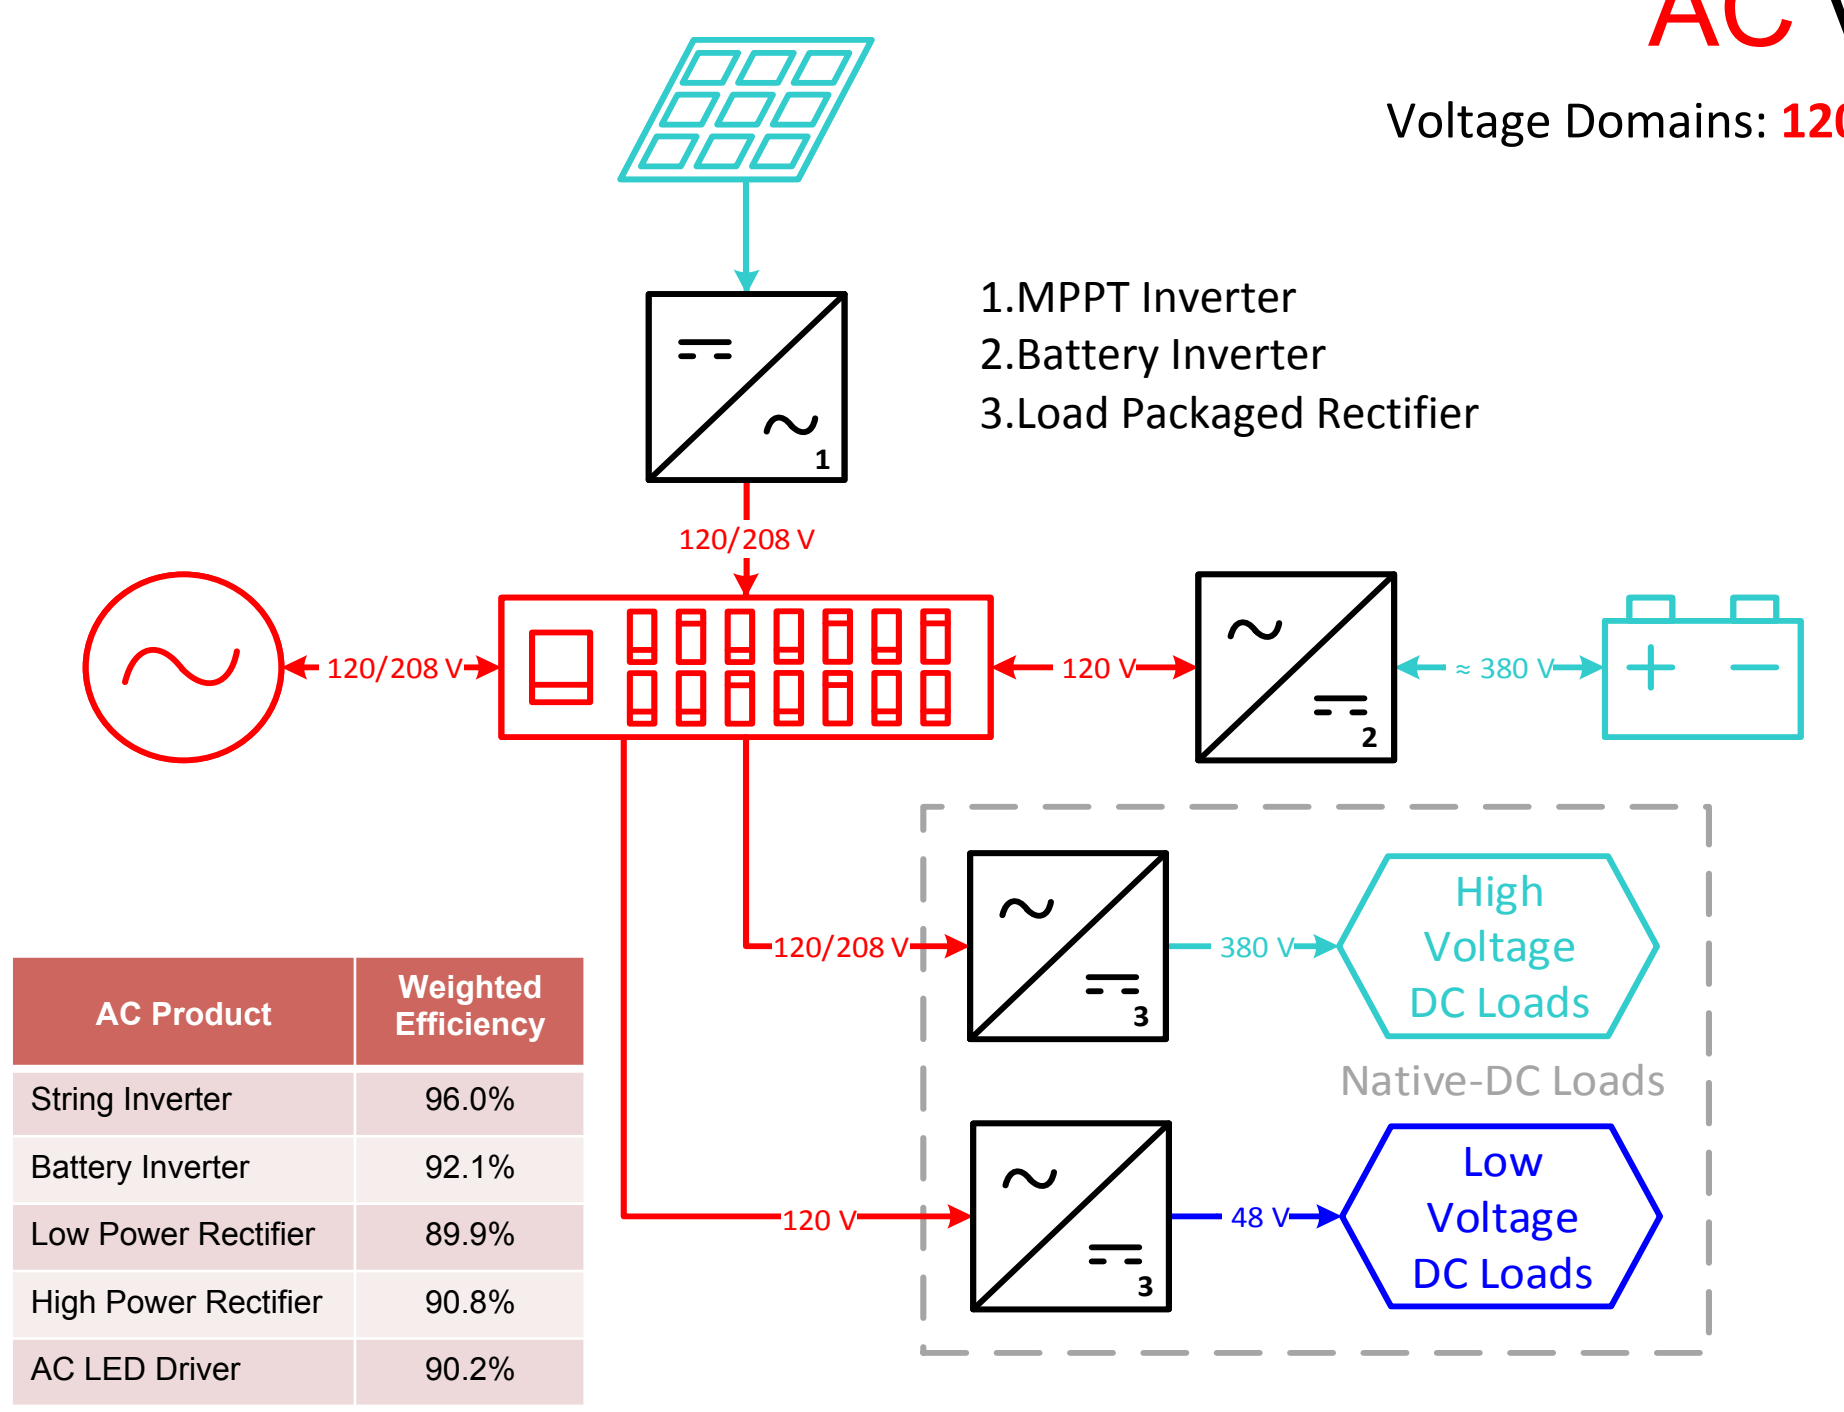 AC
Voltage Domains: 120
1.MPPT Inverter
2.Battery Inverter
3.Load Packaged Rectifier
1
120/208 V
120/208 V
120 V
≈ 380 V
2
High
Voltage
DC Loads
120/208 V
380 V
3
Native-DC Loads
Low
Voltage
DC Loads
120 V
48 V
3
AC Product Weighted Efficiency
String Inverter 96.0%
Battery Inverter 92.1%
Low Power Rectifier 89.9%
High Power Rectifier 90.8%
AC LED Driver 90.2%